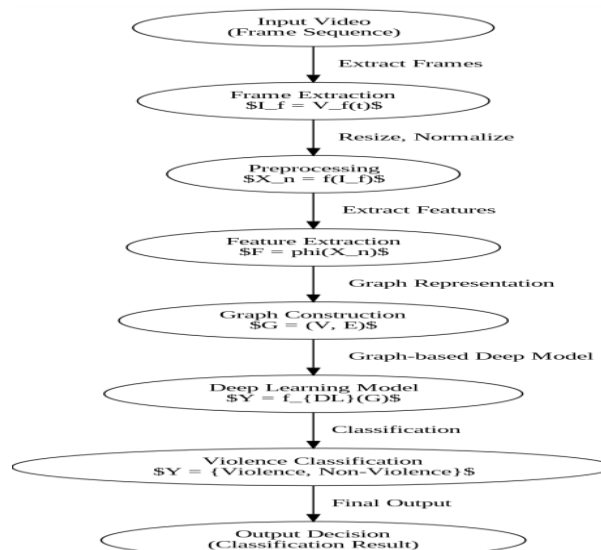 Input Video
(Frame Sequence)
Extract Frames
Frame Extraction
$I_f = V_f(t)$
Resize, Normalize
Preprocessing
$X_n = f(I_f)$
Extract Features
Feature Extraction
$F = phi(X_n)$
Graph Representation
Graph Construction
$G = (V, E)$
Graph-based Deep Model
Deep Learning Model
$Y = f_{DL}(G)$
Classification
Violence Classification
$Y = {Violence, Non-Violence}$
Final Output
Output Decision
(Classification Result)